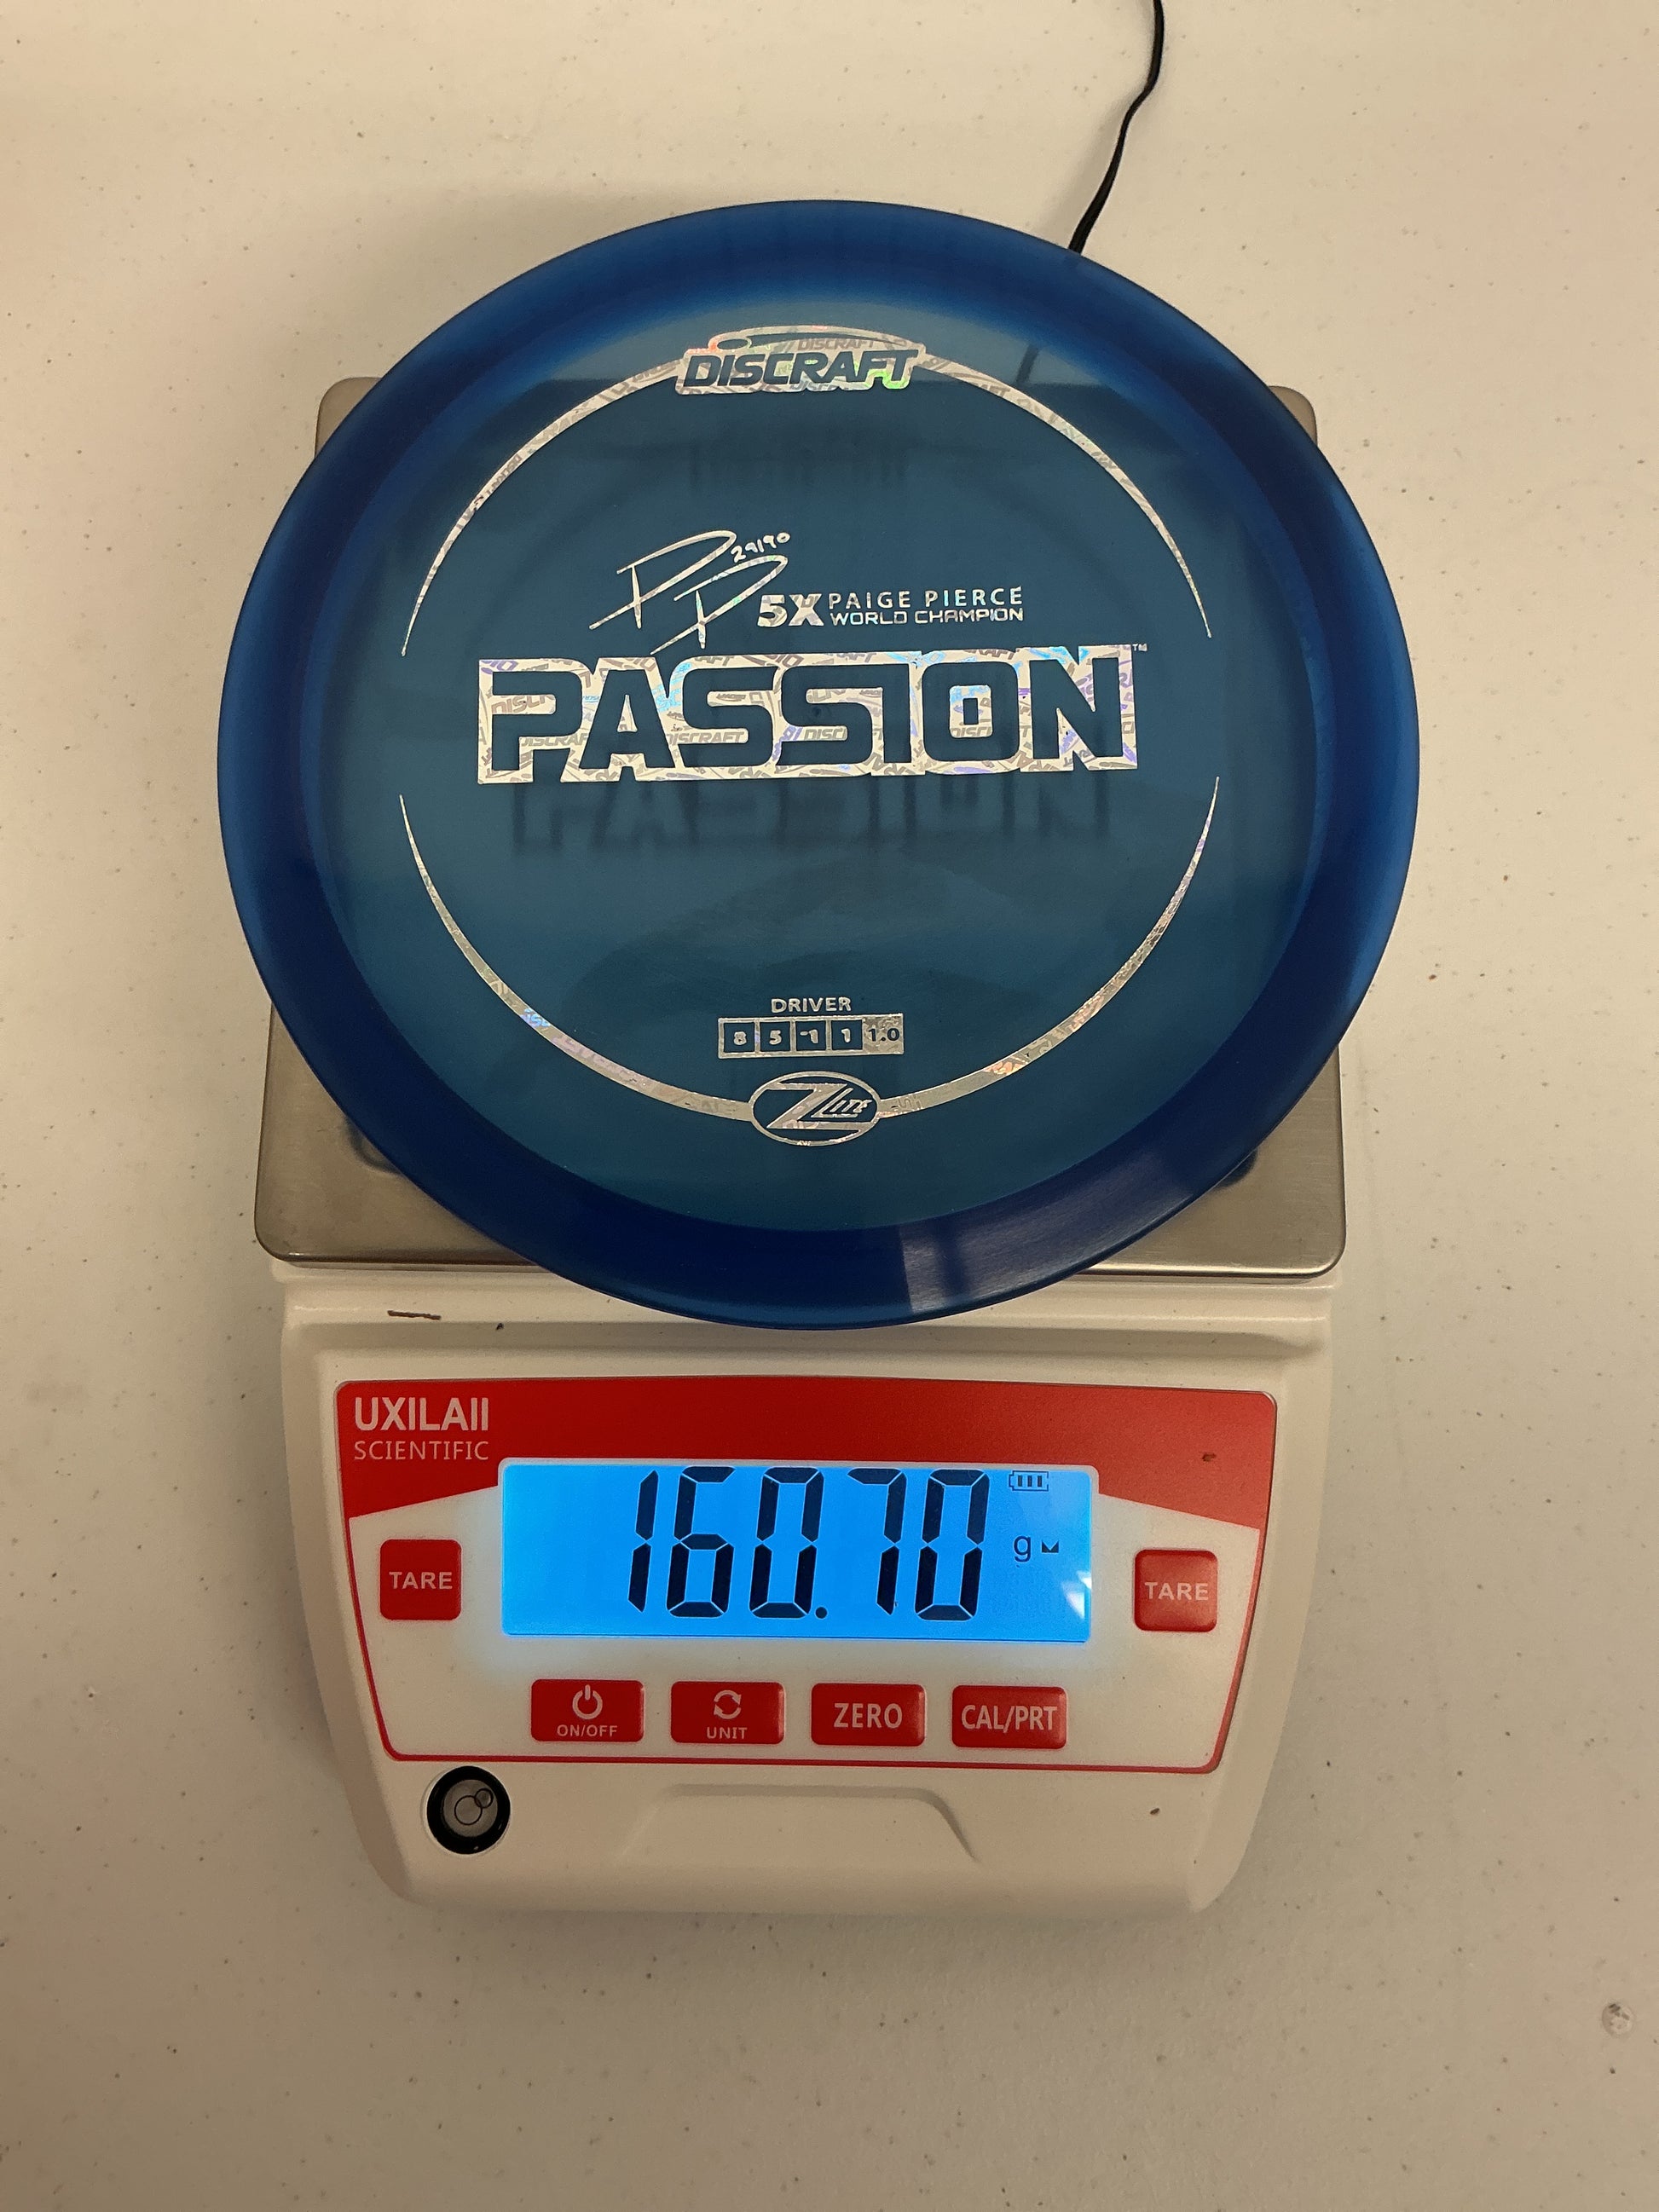 DISCRAFT
PP 29190
5X PAIGE PIERCE
WORLD CHAMPION
PASSION™
DRIVER
8 5 -1 1 1.0
Z LITE
UXILAII
SCIENTIFIC
160.70 g
TARE
TARE
ON/OFF
UNIT
ZERO
CAL/PRT